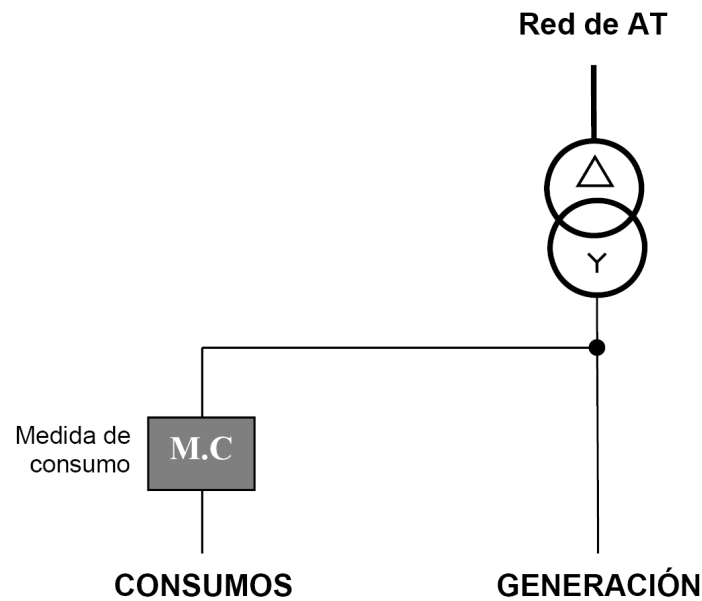 Red de AT
Medida de
consumo
M.C
CONSUMOS
GENERACIÓN